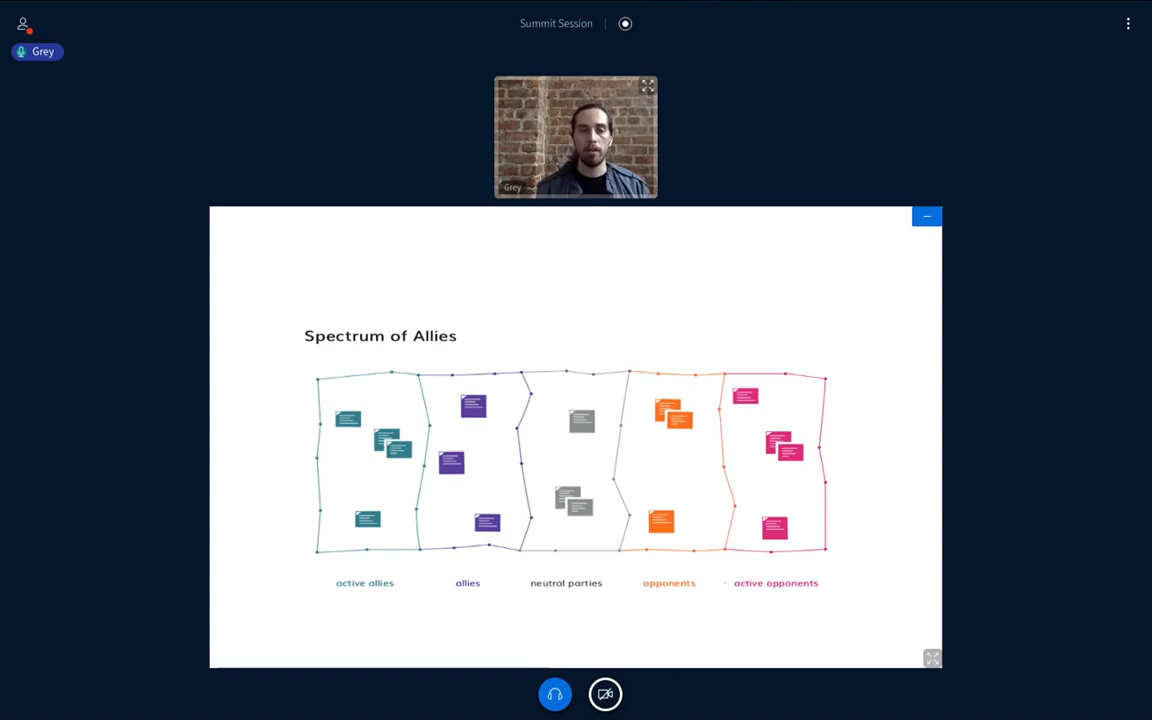 Summit Session
Grey
Grey
Spectrum of Allies
active allies
allies
neutral parties
opponents
active opponents